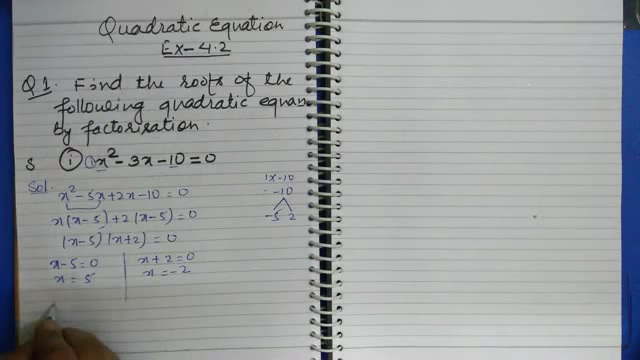 Quadratic Equation
Ex-4.2
Q1. Find the roots of the
following quadratic equan
by factorisation.
S (i) 1x² - 3x - 10 = 0
Sol. x² - 5x + 2x - 10 = 0
x(x-5) + 2(x-5) = 0
(x-5) (x+2) = 0
x-5 = 0
x = 5
x+2 = 0
x = -2
1x-10
-10
-5 2